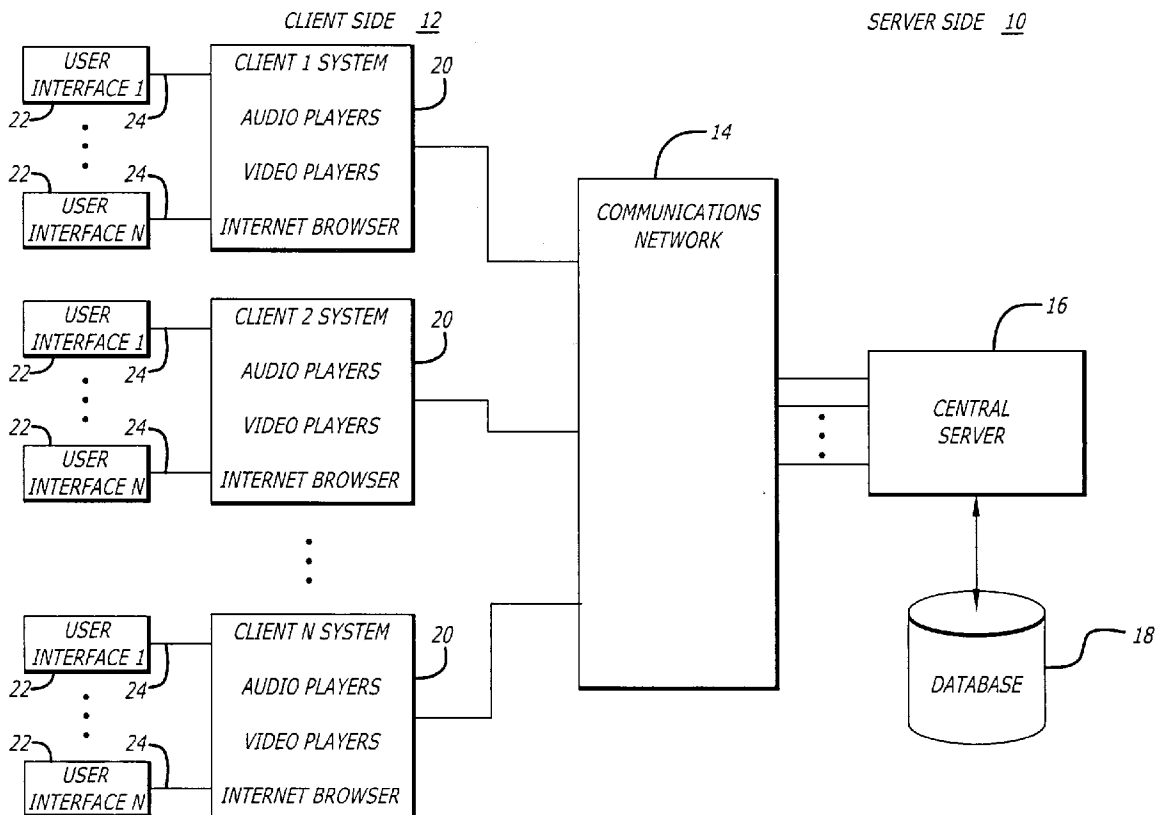 CLIENT SIDE 12
SERVER SIDE 10
USER
INTERFACE 1
22
24
USER
INTERFACE N
22
24
CLIENT 1 SYSTEM
AUDIO PLAYERS
VIDEO PLAYERS
INTERNET BROWSER
20
USER
INTERFACE 1
22
24
USER
INTERFACE N
22
24
CLIENT 2 SYSTEM
AUDIO PLAYERS
VIDEO PLAYERS
INTERNET BROWSER
20
USER
INTERFACE 1
22
24
USER
INTERFACE N
22
24
CLIENT N SYSTEM
AUDIO PLAYERS
VIDEO PLAYERS
INTERNET BROWSER
20
14
COMMUNICATIONS
NETWORK
16
CENTRAL
SERVER
18
DATABASE